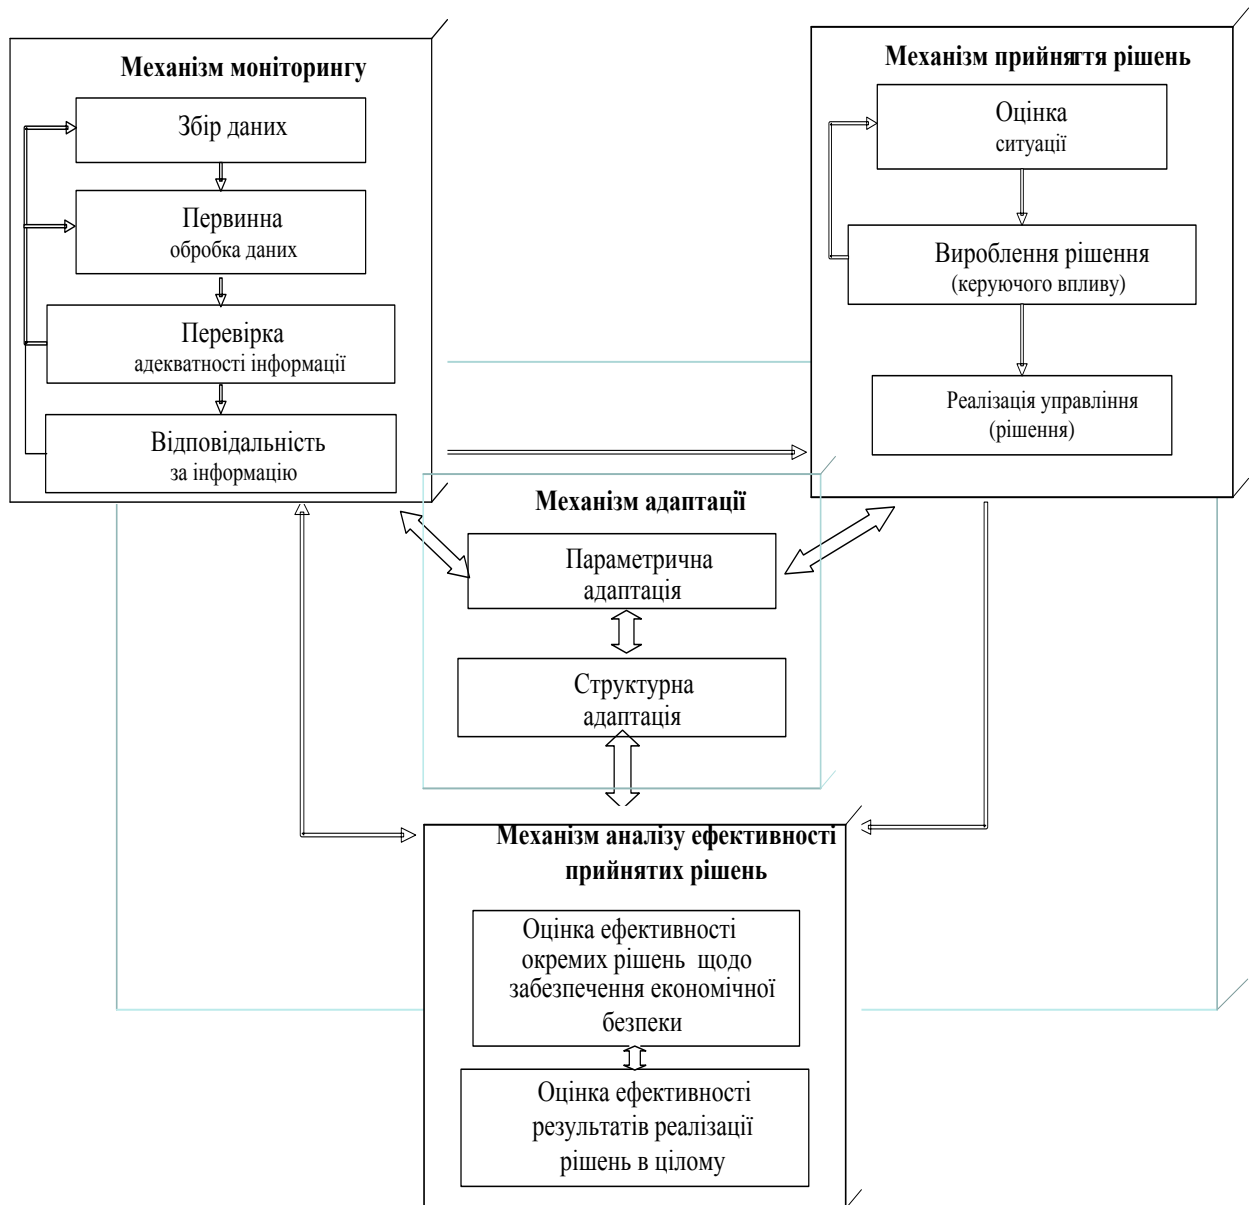 Механізм моніторингу
Збір даних
Первинна
обробка даних
Перевірка
адекватності інформації
Відповідальність
за інформацію
Механізм прийняття рішень
Оцінка
ситуації
Вироблення рішення
(керуючого впливу)
Реалізація управління
(рішення)
Механізм адаптації
Параметрична
адаптація
Структурна
адаптація
Механізм аналізу ефективності
прийнятих рішень
Оцінка ефективності
окремих рішень щодо
забезпечення економічної
безпеки
Оцінка ефективності
результатів реалізації
рішень в цілому